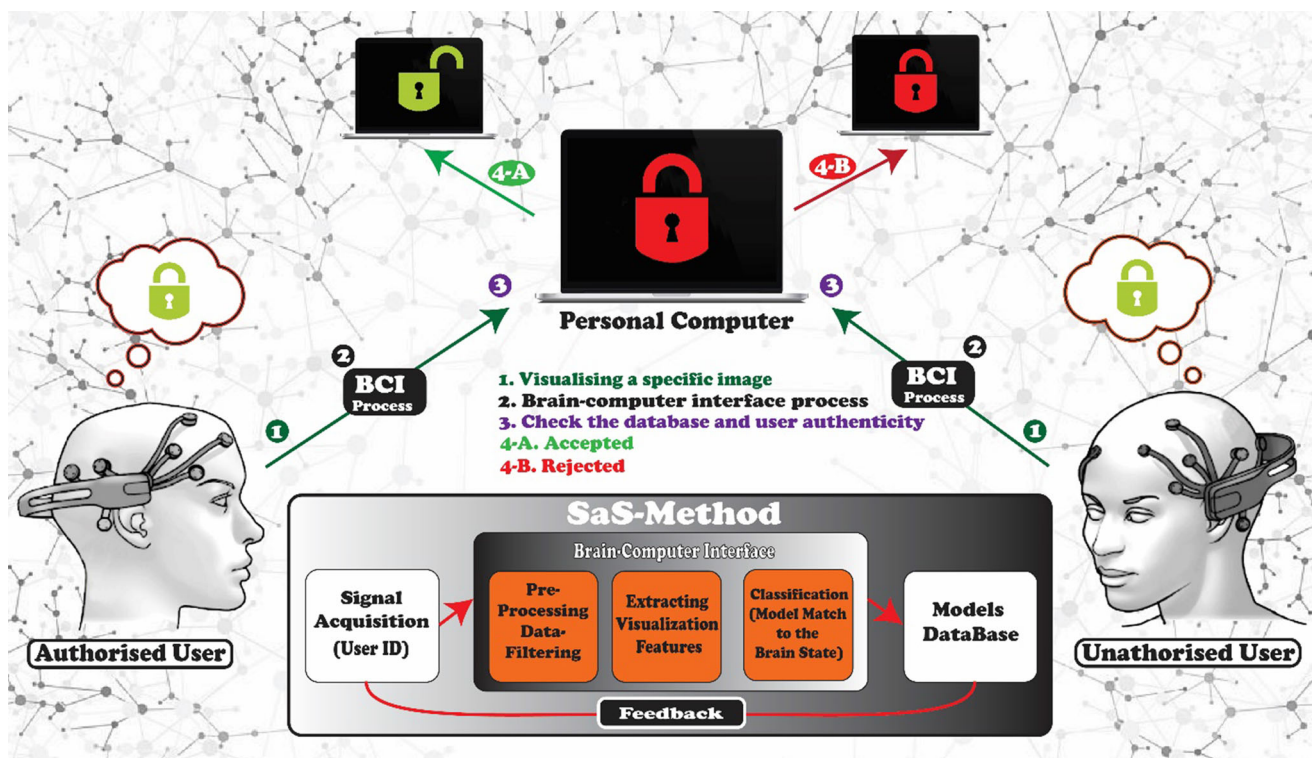 4-A
4-B
3
3
Personal Computer
2
2
BCI
Process
BCI
Process
1
1
1. Visualising a specific image
2. Brain-computer interface process
3. Check the database and user authenticity
4-A. Accepted
4-B. Rejected
SaS-Method
Brain-Computer Interface
Signal
Acquisition
(User ID)
Pre-
Processing
Data-
Filtering
Extracting
Visualization
Features
Classification
(Model Match
to the
Brain State)
Models
DataBase
Feedback
Authorised User
Unathorised User